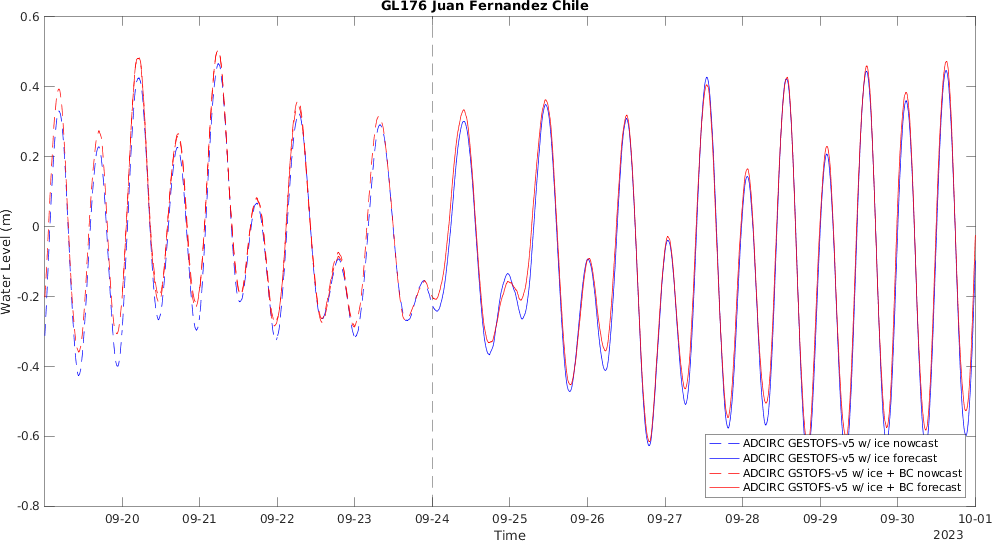 GL176 Juan Fernandez Chile
0.6
0.4
0.2
0
-0.2
-0.4
-0.6
-0.8
Water Level (m)
ADCIRC GESTOFS-v5 w/ ice nowcast
ADCIRC GESTOFS-v5 w/ ice forecast
ADCIRC GSTOFS-v5 w/ ice + BC nowcast
ADCIRC GSTOFS-v5 w/ ice + BC forecast
09-20 09-21 09-22 09-23 09-24 09-25 09-26 09-27 09-28 09-29 09-30 10-01
Time
2023